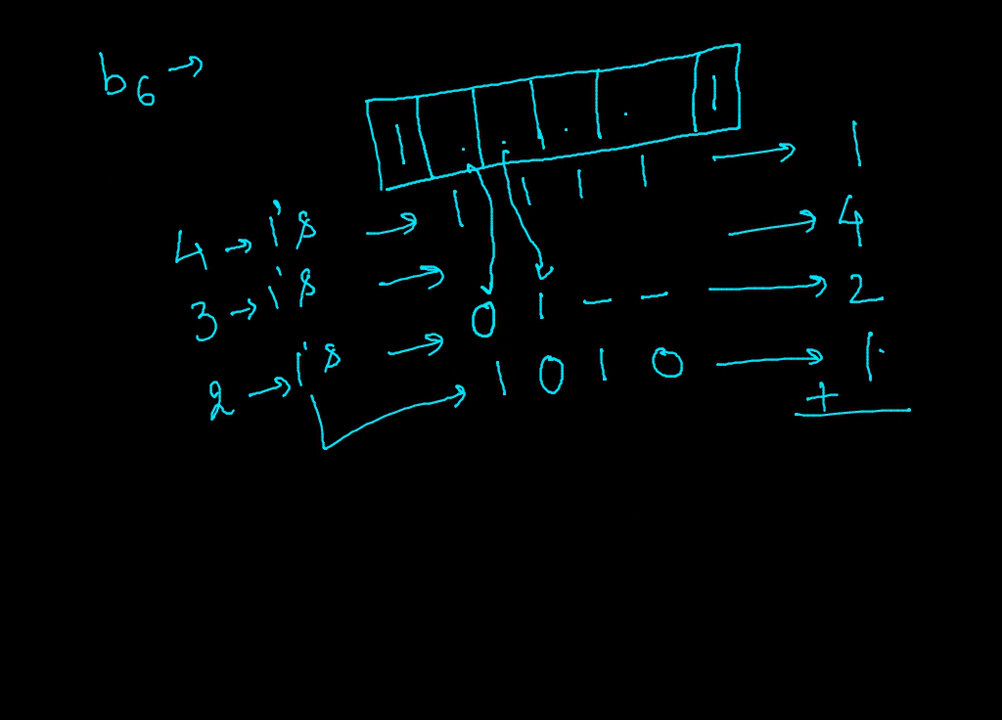 b6 →
1 . . . . 1
1 1 1 1 → 1
4 → 1's → → 4
3 → 1's → 0 1 _ _ → 2
2 → 1's → 1 0 1 0 → 1
+